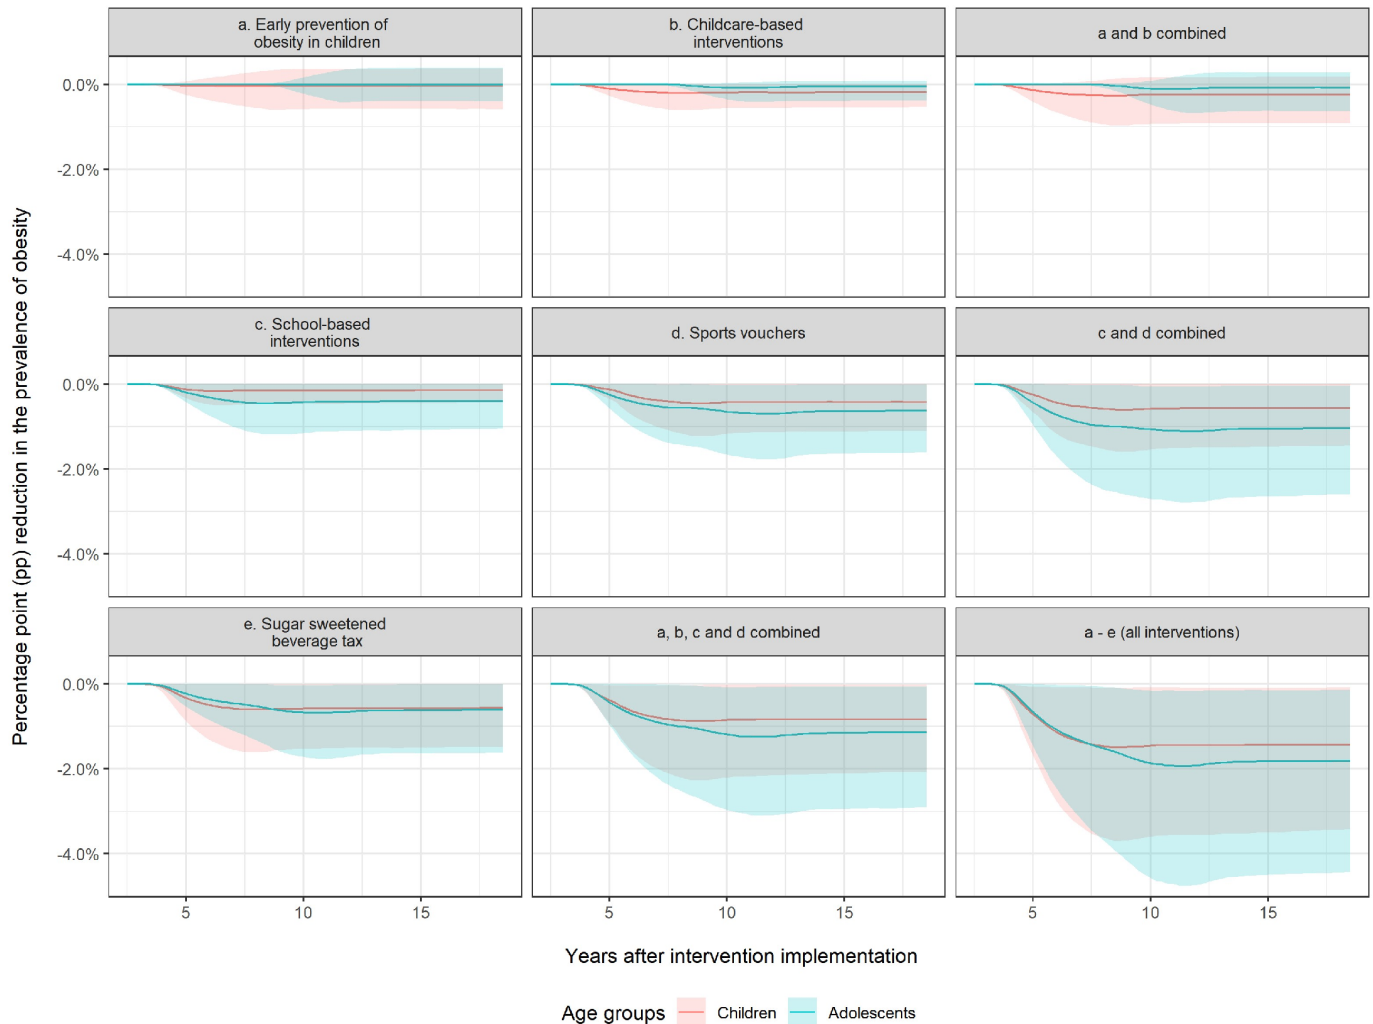 a. Early prevention of
obesity in children
b. Childcare-based
interventions
a and b combined
0.0%
-2.0%
-4.0%
c. School-based
interventions
d. Sports vouchers
c and d combined
0.0%
-2.0%
-4.0%
e. Sugar sweetened
beverage tax
a, b, c and d combined
a - e (all interventions)
0.0%
-2.0%
-4.0%
5 10 15 5 10 15 5 10 15
Percentage point (pp) reduction in the prevalence of obesity
Years after intervention implementation
Age groups Children Adolescents